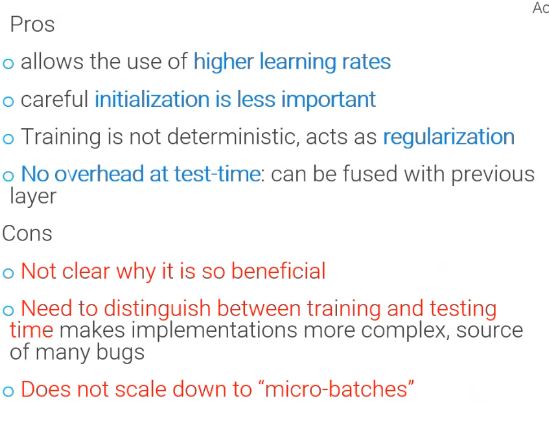 Ac
Pros
o allows the use of higher learning rates
o careful initialization is less important
o Training is not deterministic, acts as regularization
o No overhead at test-time: can be fused with previous
layer
Cons
o Not clear why it is so beneficial
o Need to distinguish between training and testing
time makes implementations more complex, source
of many bugs
o Does not scale down to “micro-batches”